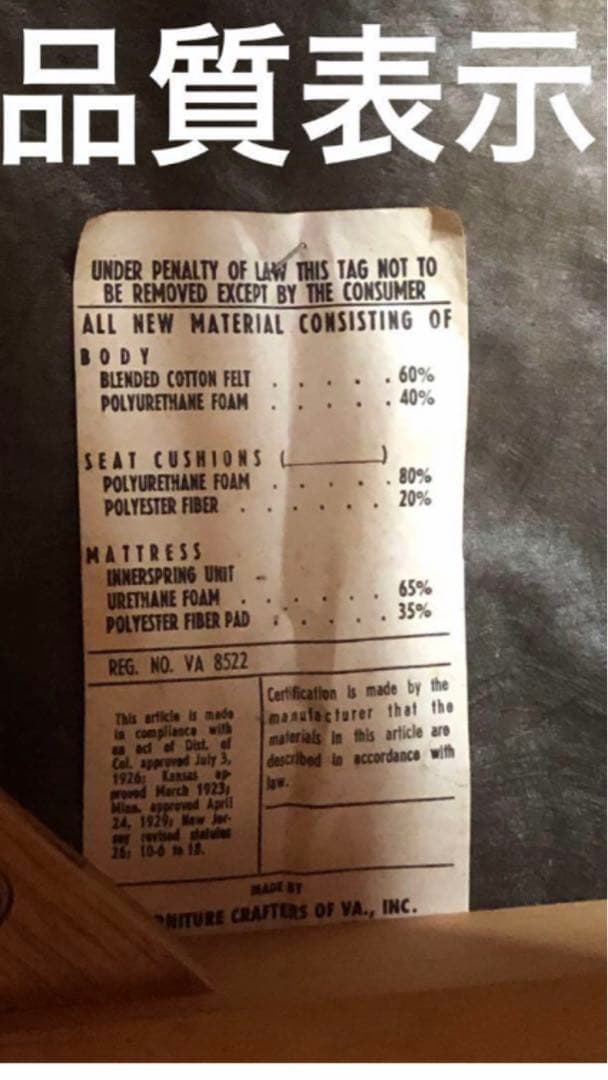 品質表示
UNDER PENALTY OF LAW THIS TAG NOT TO
BE REMOVED EXCEPT BY THE CONSUMER
ALL NEW MATERIAL CONSISTING OF
BODY
BLENDED COTTON FELT . . . . . 60%
POLYURETHANE FOAM . . . . . 40%
SEAT CUSHIONS (________)
POLYURETHANE FOAM . . . . . 80%
POLYESTER FIBER . . . . . . 20%
MATTRESS
INNERSPRING UNIT
URETHANE FOAM . . . . . . 65%
POLYESTER FIBER PAD . . . . . 35%
REG. NO. VA 8522
This article is made
in compliance with
an act of Dist. of
Col. approved July 3,
1926; Kansas ap-
proved March 1923;
Minn. approved April
24, 1929; New Jer-
sey revised statutes
26; 10-6 to 18.
Certification is made by the
manufacturer that the
materials in this article are
described in accordance with
law.
MADE BY
RNITURE CRAFTERS OF VA., INC.